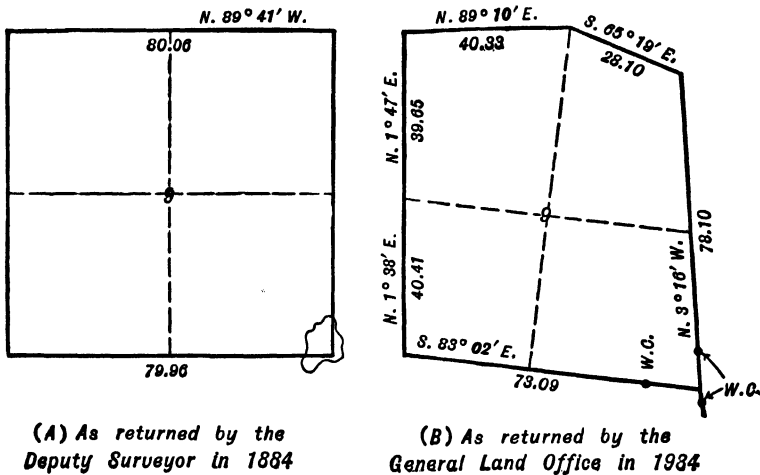 N. 89° 41' W.
80.06
9
79.96
(A) As returned by the
Deputy Surveyor in 1884
N. 89° 10' E.
40.33
S. 65° 19' E.
28.10
N. 1° 47' E.
39.65
9
N. 1° 38' E.
40.41
78.10
N. 3° 16' W.
S. 83° 02' E.
73.09
W.C.
W.C.
(B) As returned by the
General Land Office in 1934